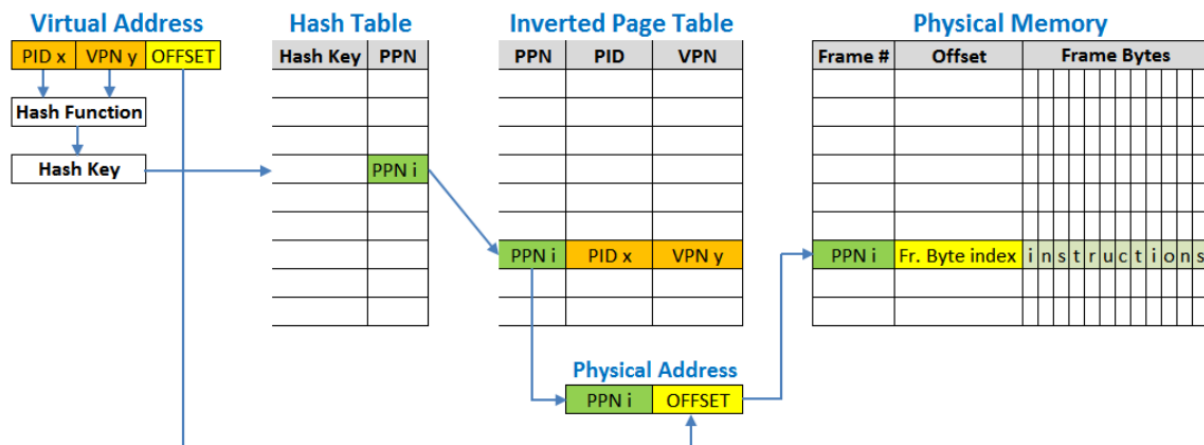 Virtual Address
Hash Table
Inverted Page Table
Physical Memory
PID x VPN y OFFSET
Hash Key PPN
PPN PID VPN
Frame # Offset Frame Bytes
Hash Function
Hash Key
PPN i
PPN i PID x VPN y
PPN i Fr. Byte index instructions
Physical Address
PPN i OFFSET